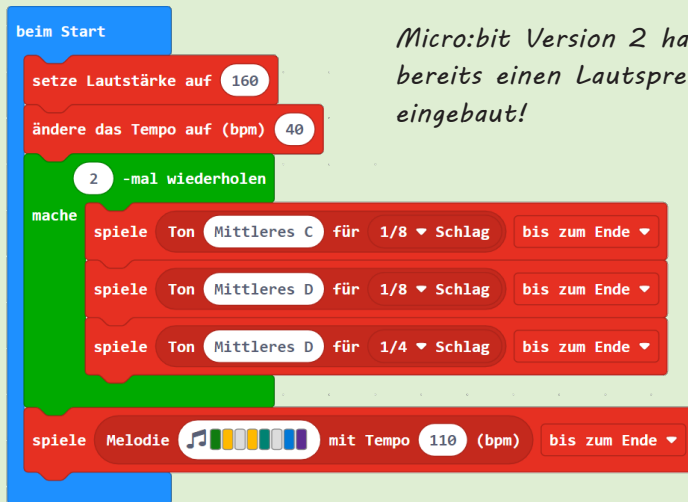 beim Start
Micro:bit Version 2
bereits einen
eingebaut!
setze Lautstärke auf 160
ändere das Tempo auf (bpm) 40
2 -mal wiederholen
mache
spiele Ton Mittleres C für 1/8 Schlag bis zum Ende
spiele Ton Mittleres D für 1/8 Schlag bis zum Ende
spiele Ton Mittleres D für 1/4 Schlag bis zum Ende
spiele Melodie mit Tempo 110 (bpm) bis zum Ende